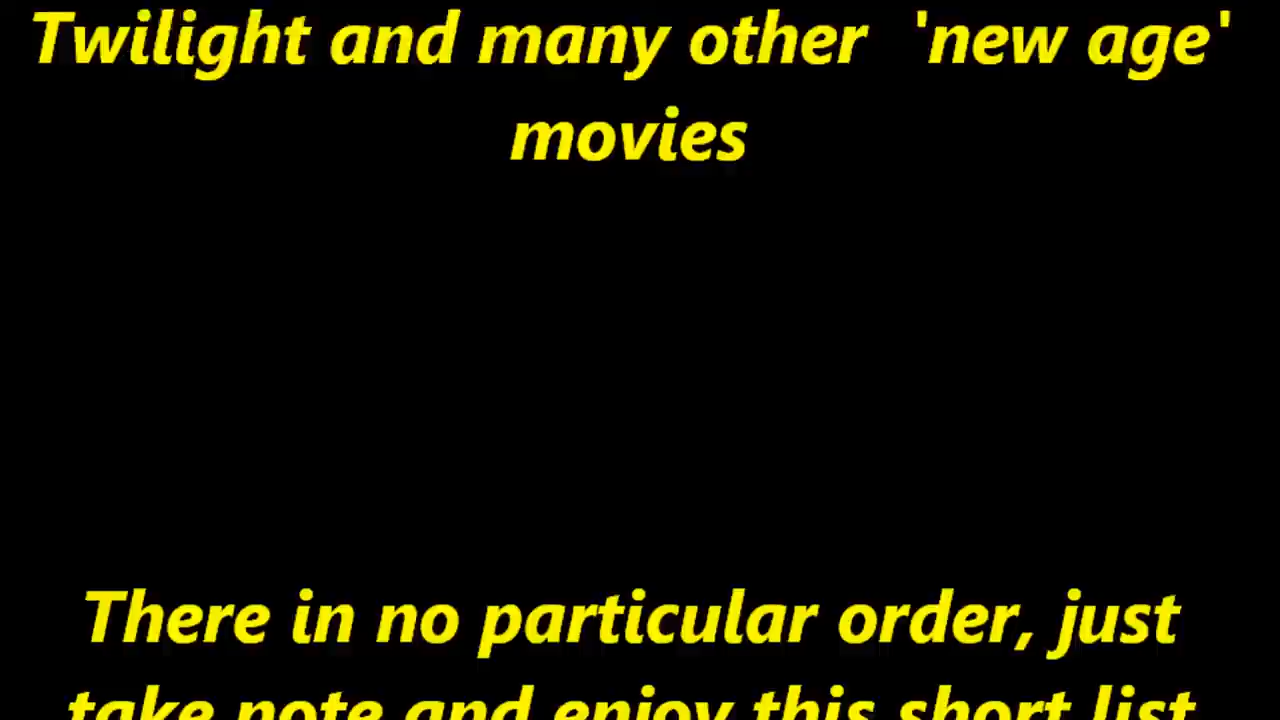 Twilight and many other 'new age'
movies
There in no particular order, just
take note and enjoy this short list